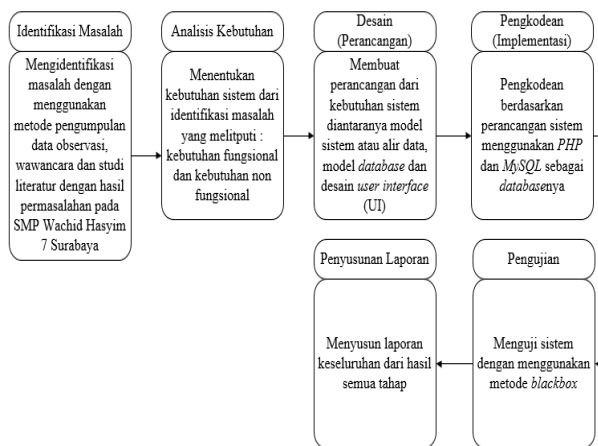 Identifikasi Masalah
Mengidentifikasi
masalah dengan
menggunakan
metode pengumpulan
data observasi,
wawancara dan studi
literatur dengan hasil
permasalahan pada
SMP Wachid Hasyim
7 Surabaya
Analisis Kebutuhan
Menentukan
kebutuhan sistem dari
identifikasi masalah
yang melitputi :
kebutuhan fungsional
dan kebutuhan non
fungsional
Desain
(Perancangan)
Membuat
perancangan dari
kebutuhan sistem
diantaranya model
sistem atau alir data,
model database dan
desain user interface
(UI)
Pengkodean
(Implementasi)
Pengkodean
berdasarkan
perancangan sistem
menggunakan PHP
dan MySQL sebagai
databasenya
Pengujian
Menguji sistem
dengan menggunakan
metode blackbox
Penyusunan Laporan
Menyusun laporan
keseluruhan dari hasil
semua tahap